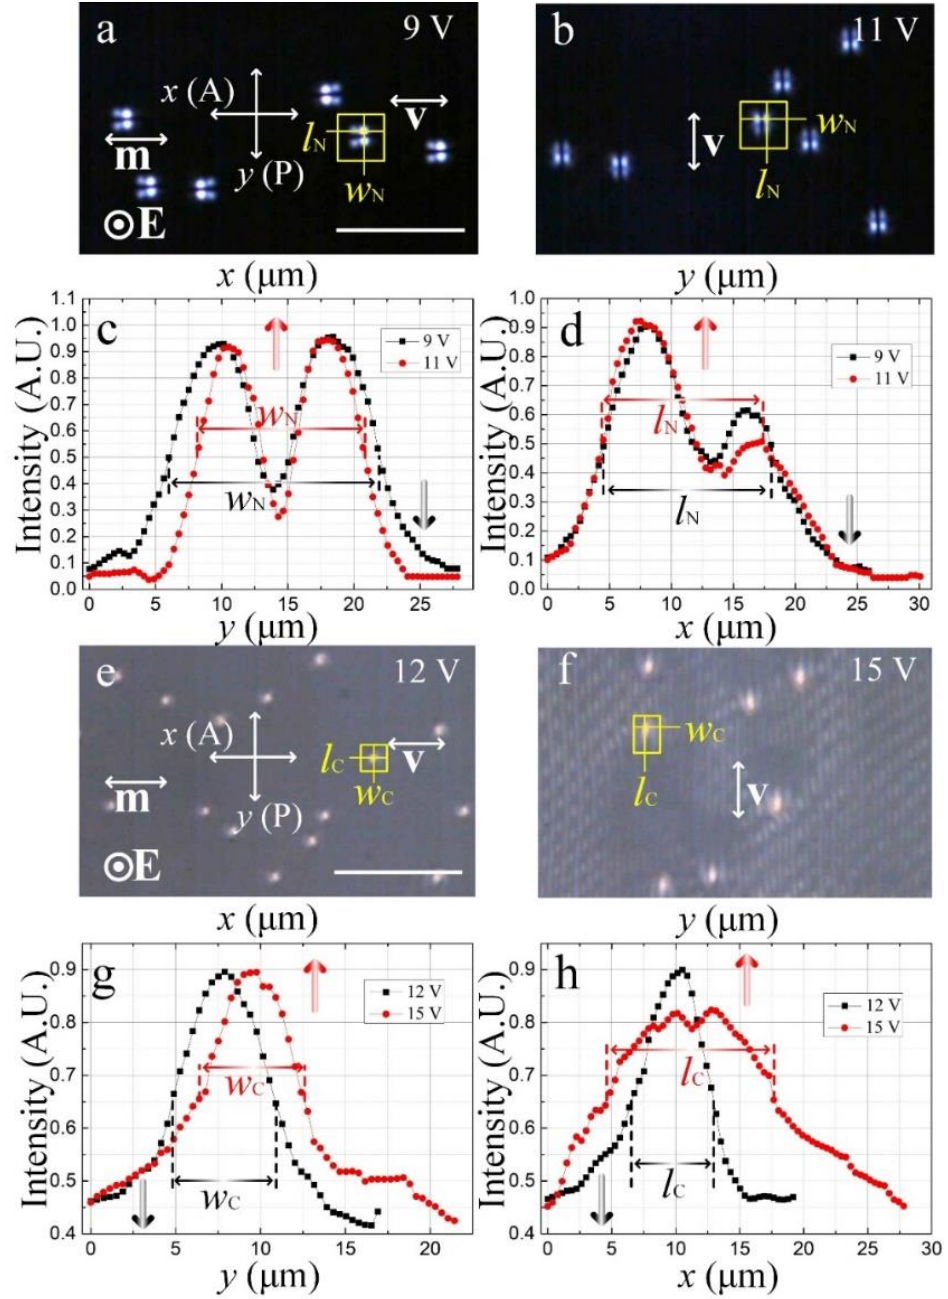 a 9 V
x (A)
l_N
v
m
y (P)
w_N
⊙E
b 11 V
v
w_N
l_N
x (μm)
y (μm)
c
1.1
1.0
0.9
0.8
0.7
0.6
0.5
0.4
0.3
0.2
0.1
0.0
Intensity (A.U.)
9 V
11 V
w_N
w_N
0 5 10 15 20 25
y (μm)
d
1.0
0.9
0.8
0.7
0.6
0.5
0.4
0.3
0.2
0.1
0.0
Intensity (A.U.)
9 V
11 V
l_N
l_N
0 5 10 15 20 25 30
x (μm)
e 12 V
x (A)
l_C
v
m
w_C
y (P)
⊙E
f 15 V
w_C
l_C
v
x (μm)
y (μm)
g
0.9
0.8
0.7
0.6
0.5
0.4
Intensity (A.U.)
12 V
15 V
w_C
w_C
0 5 10 15 20
y (μm)
h
0.9
0.8
0.7
0.6
0.5
0.4
Intensity (A.U.)
12 V
15 V
l_C
l_C
0 5 10 15 20 25 30
x (μm)